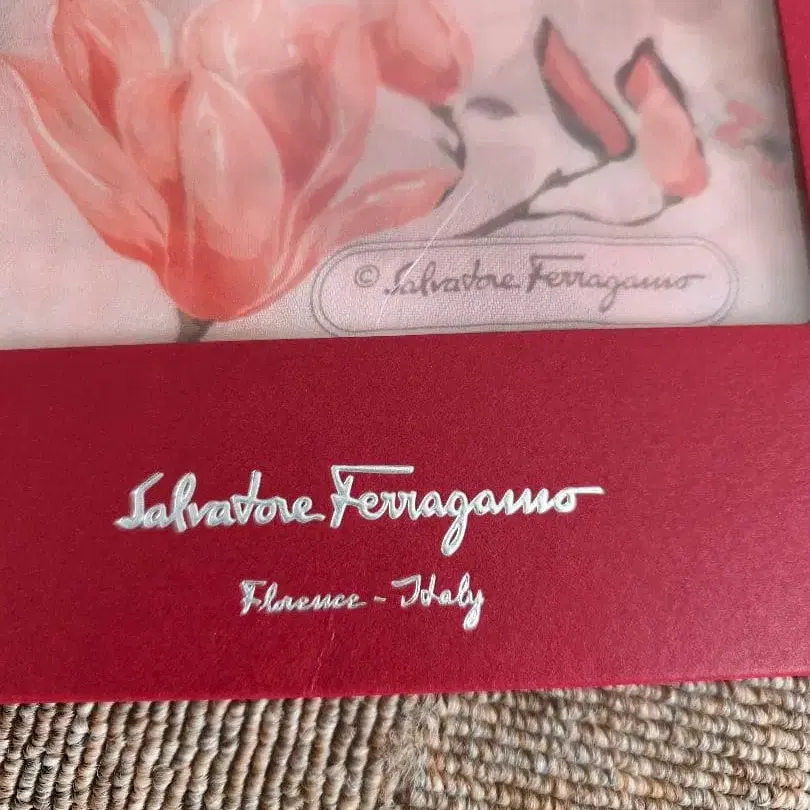 © Salvatore Ferragamo
Salvatore Ferragamo
Florence - Italy